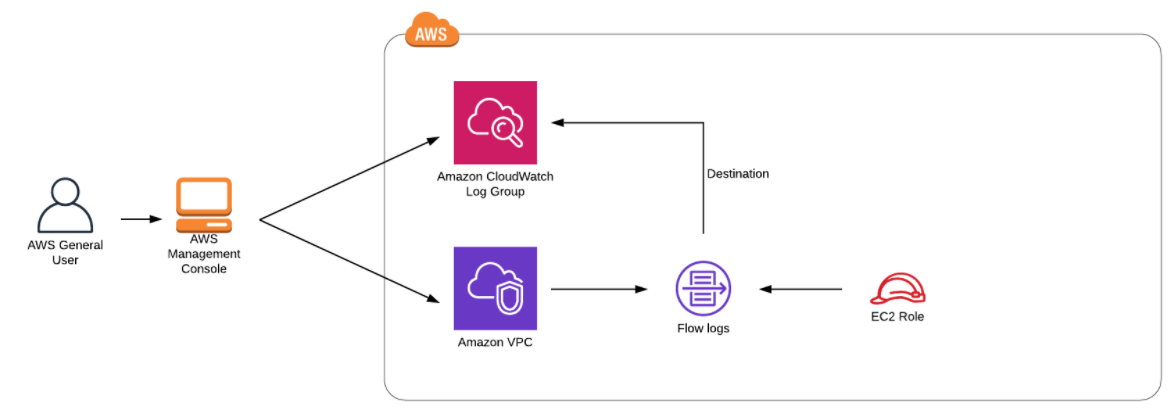 AWS
Amazon CloudWatch
Log Group
Destination
AWS General
User
AWS
Management
Console
Amazon VPC
Flow logs
EC2 Role